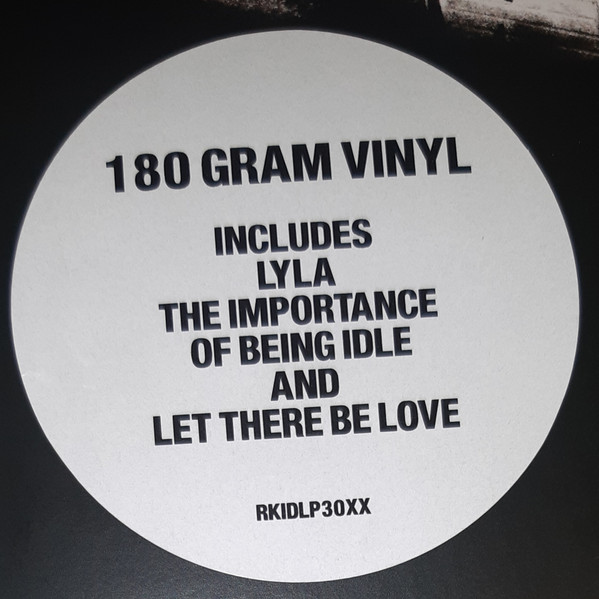 180 GRAM VINYL
INCLUDES
LYLA
THE IMPORTANCE
OF BEING IDLE
AND
LET THERE BE LOVE
RKIDLP30XX